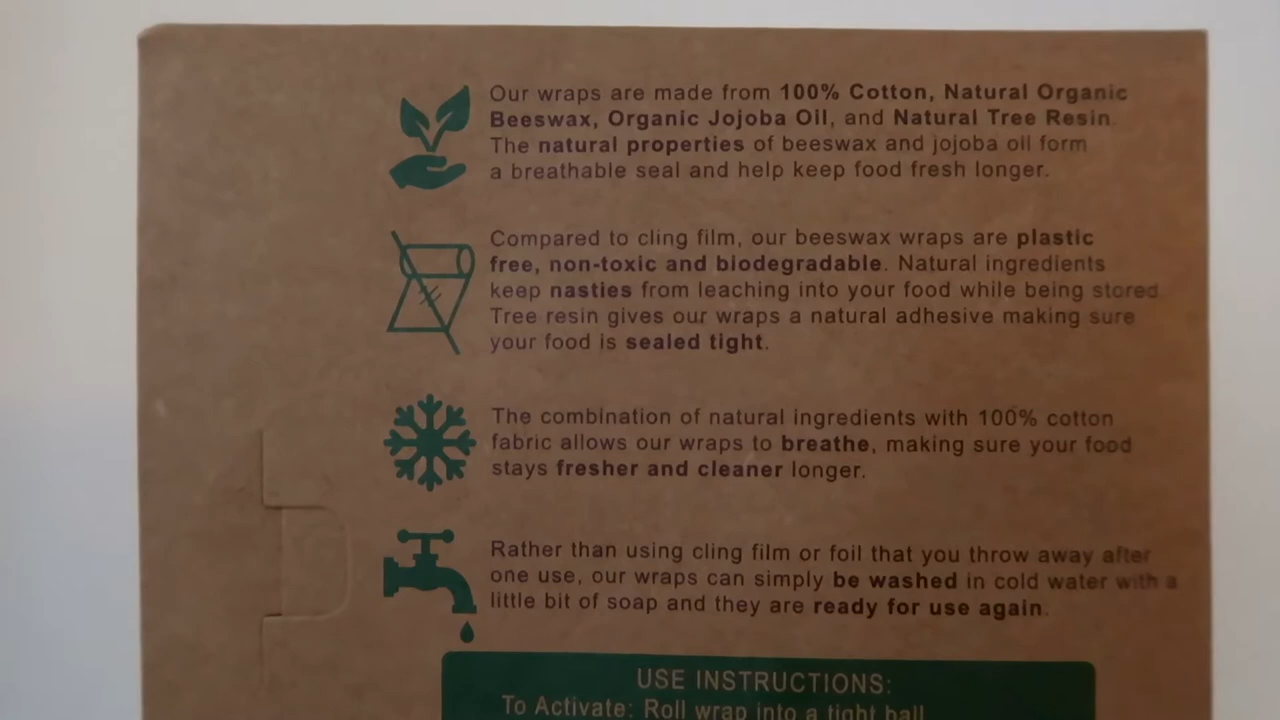 Our wraps are made from 100% Cotton, Natural Organic
Beeswax, Organic Jojoba Oil, and Natural Tree Resin.
The natural properties of beeswax and jojoba oil form
a breathable seal and help keep food fresh longer.
Compared to cling film, our beeswax wraps are plastic
free, non-toxic and biodegradable. Natural ingredients
keep nasties from leaching into your food while being stored.
Tree resin gives our wraps a natural adhesive making sure
your food is sealed tight.
The combination of natural ingredients with 100% cotton
fabric allows our wraps to breathe, making sure your food
stays fresher and cleaner longer.
Rather than using cling film or foil that you throw away after
one use, our wraps can simply be washed in cold water with a
little bit of soap and they are ready for use again.
USE INSTRUCTIONS:
To Activate: Roll wrap into a tight ball